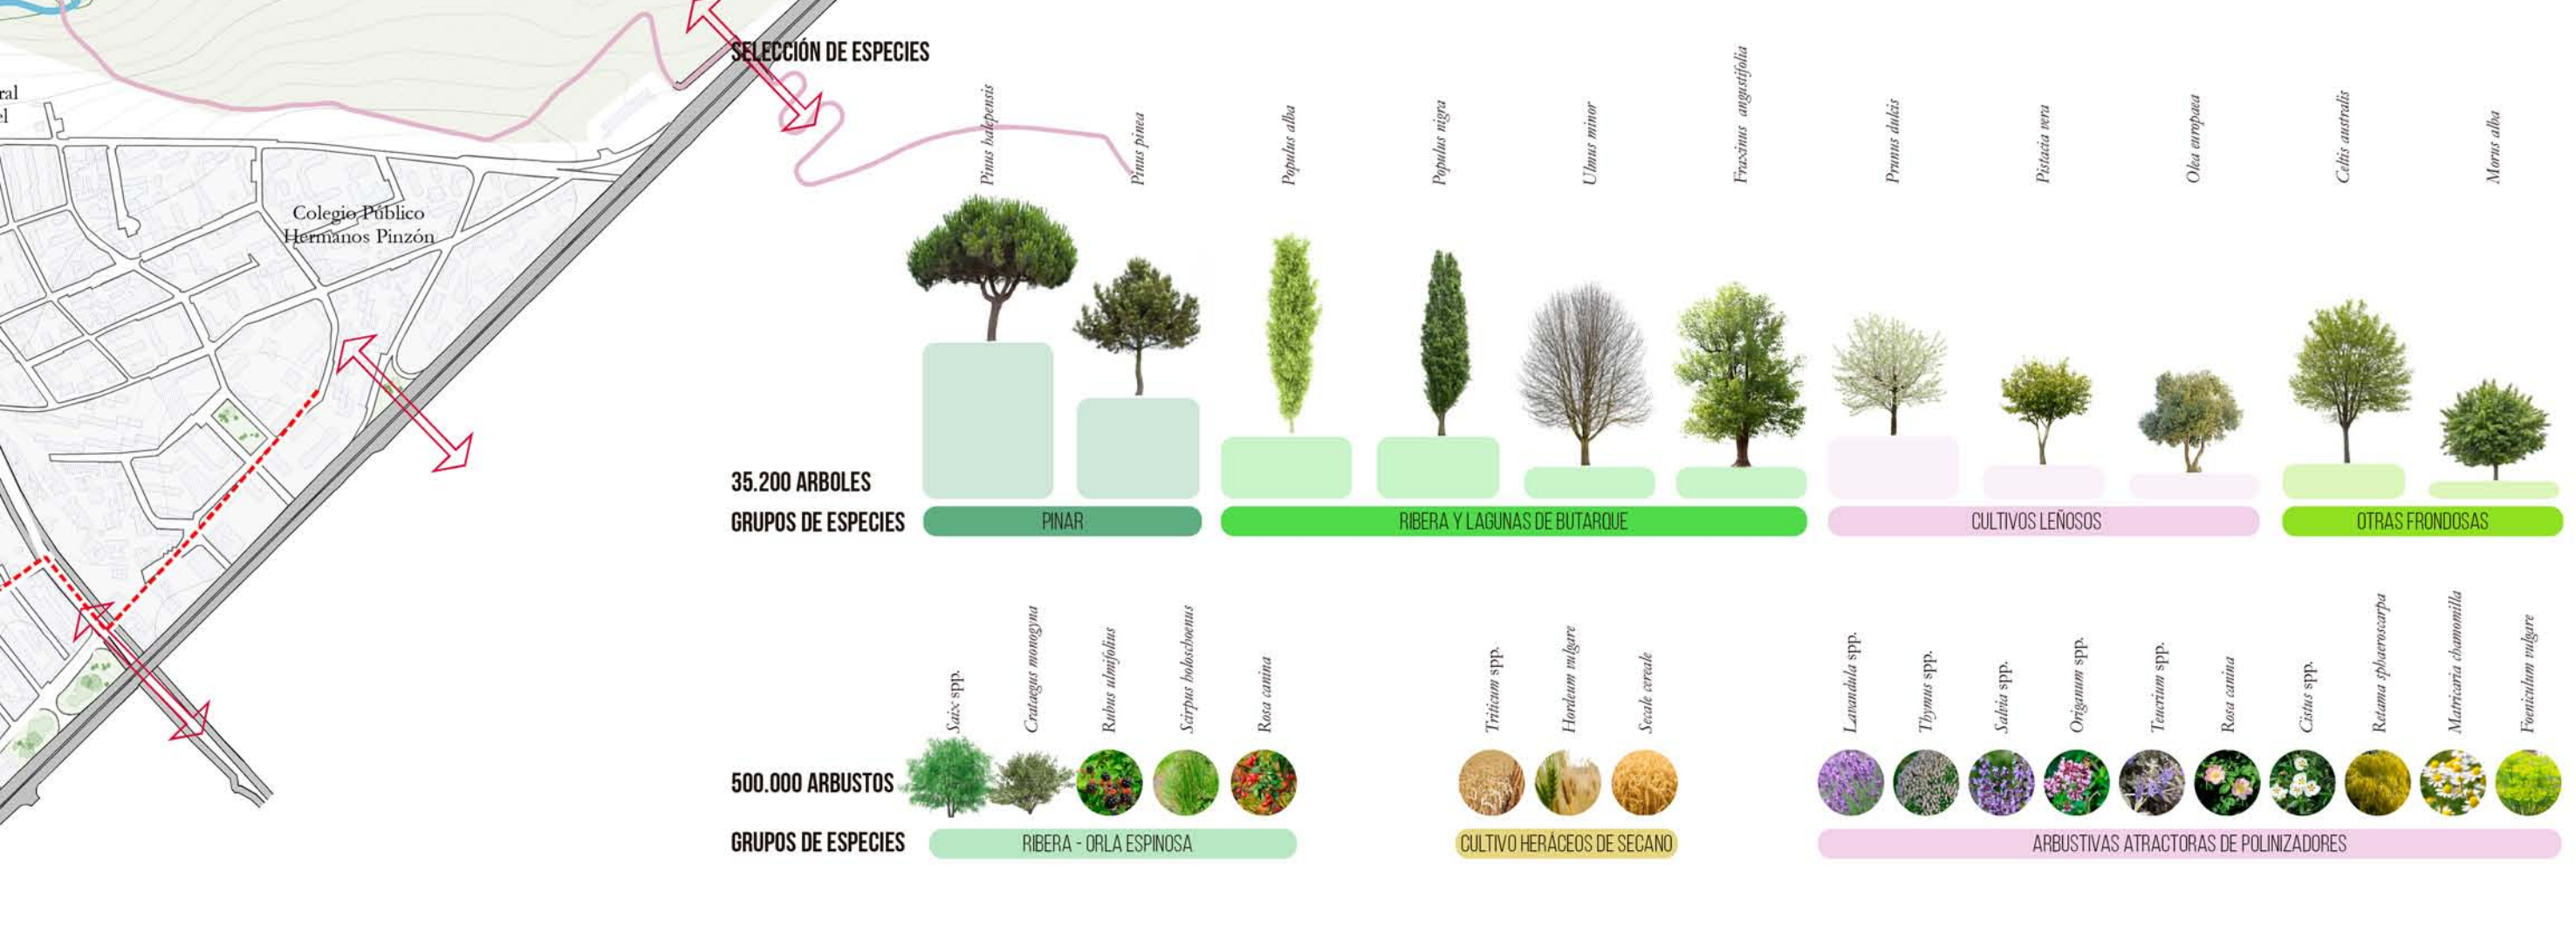 ral
el
Colegio Público
Hermanos Pinzón
SELECCIÓN DE ESPECIES
Pinus halepensis
Pinus pinea
Populus alba
Populus nigra
Ulmus minor
Fraxinus angustifolia
Prunus dulcis
Pistacia vera
Olea europaea
Celtis australis
Morus alba
35.200 ARBOLES
GRUPOS DE ESPECIES
PINAR
RIBERA Y LAGUNAS DE BUTARQUE
CULTIVOS LEÑOSOS
OTRAS FRONDOSAS
Saix spp.
Crataegus monogyna
Rubus ulmifolius
Scirpus holoschoenus
Rosa canina
Triticum spp.
Hordeum vulgare
Secale cereale
Lavandula spp.
Thymus spp.
Salvia spp.
Origanum spp.
Teucrium spp.
Rosa canina
Cistus spp.
Retama sphaeroscarpa
Matricaria chamomilla
Foeniculum vulgare
500.000 ARBUSTOS
GRUPOS DE ESPECIES
RIBERA - ORLA ESPINOSA
CULTIVO HERÁCEOS DE SECANO
ARBUSTIVAS ATRACTORAS DE POLINIZADORES